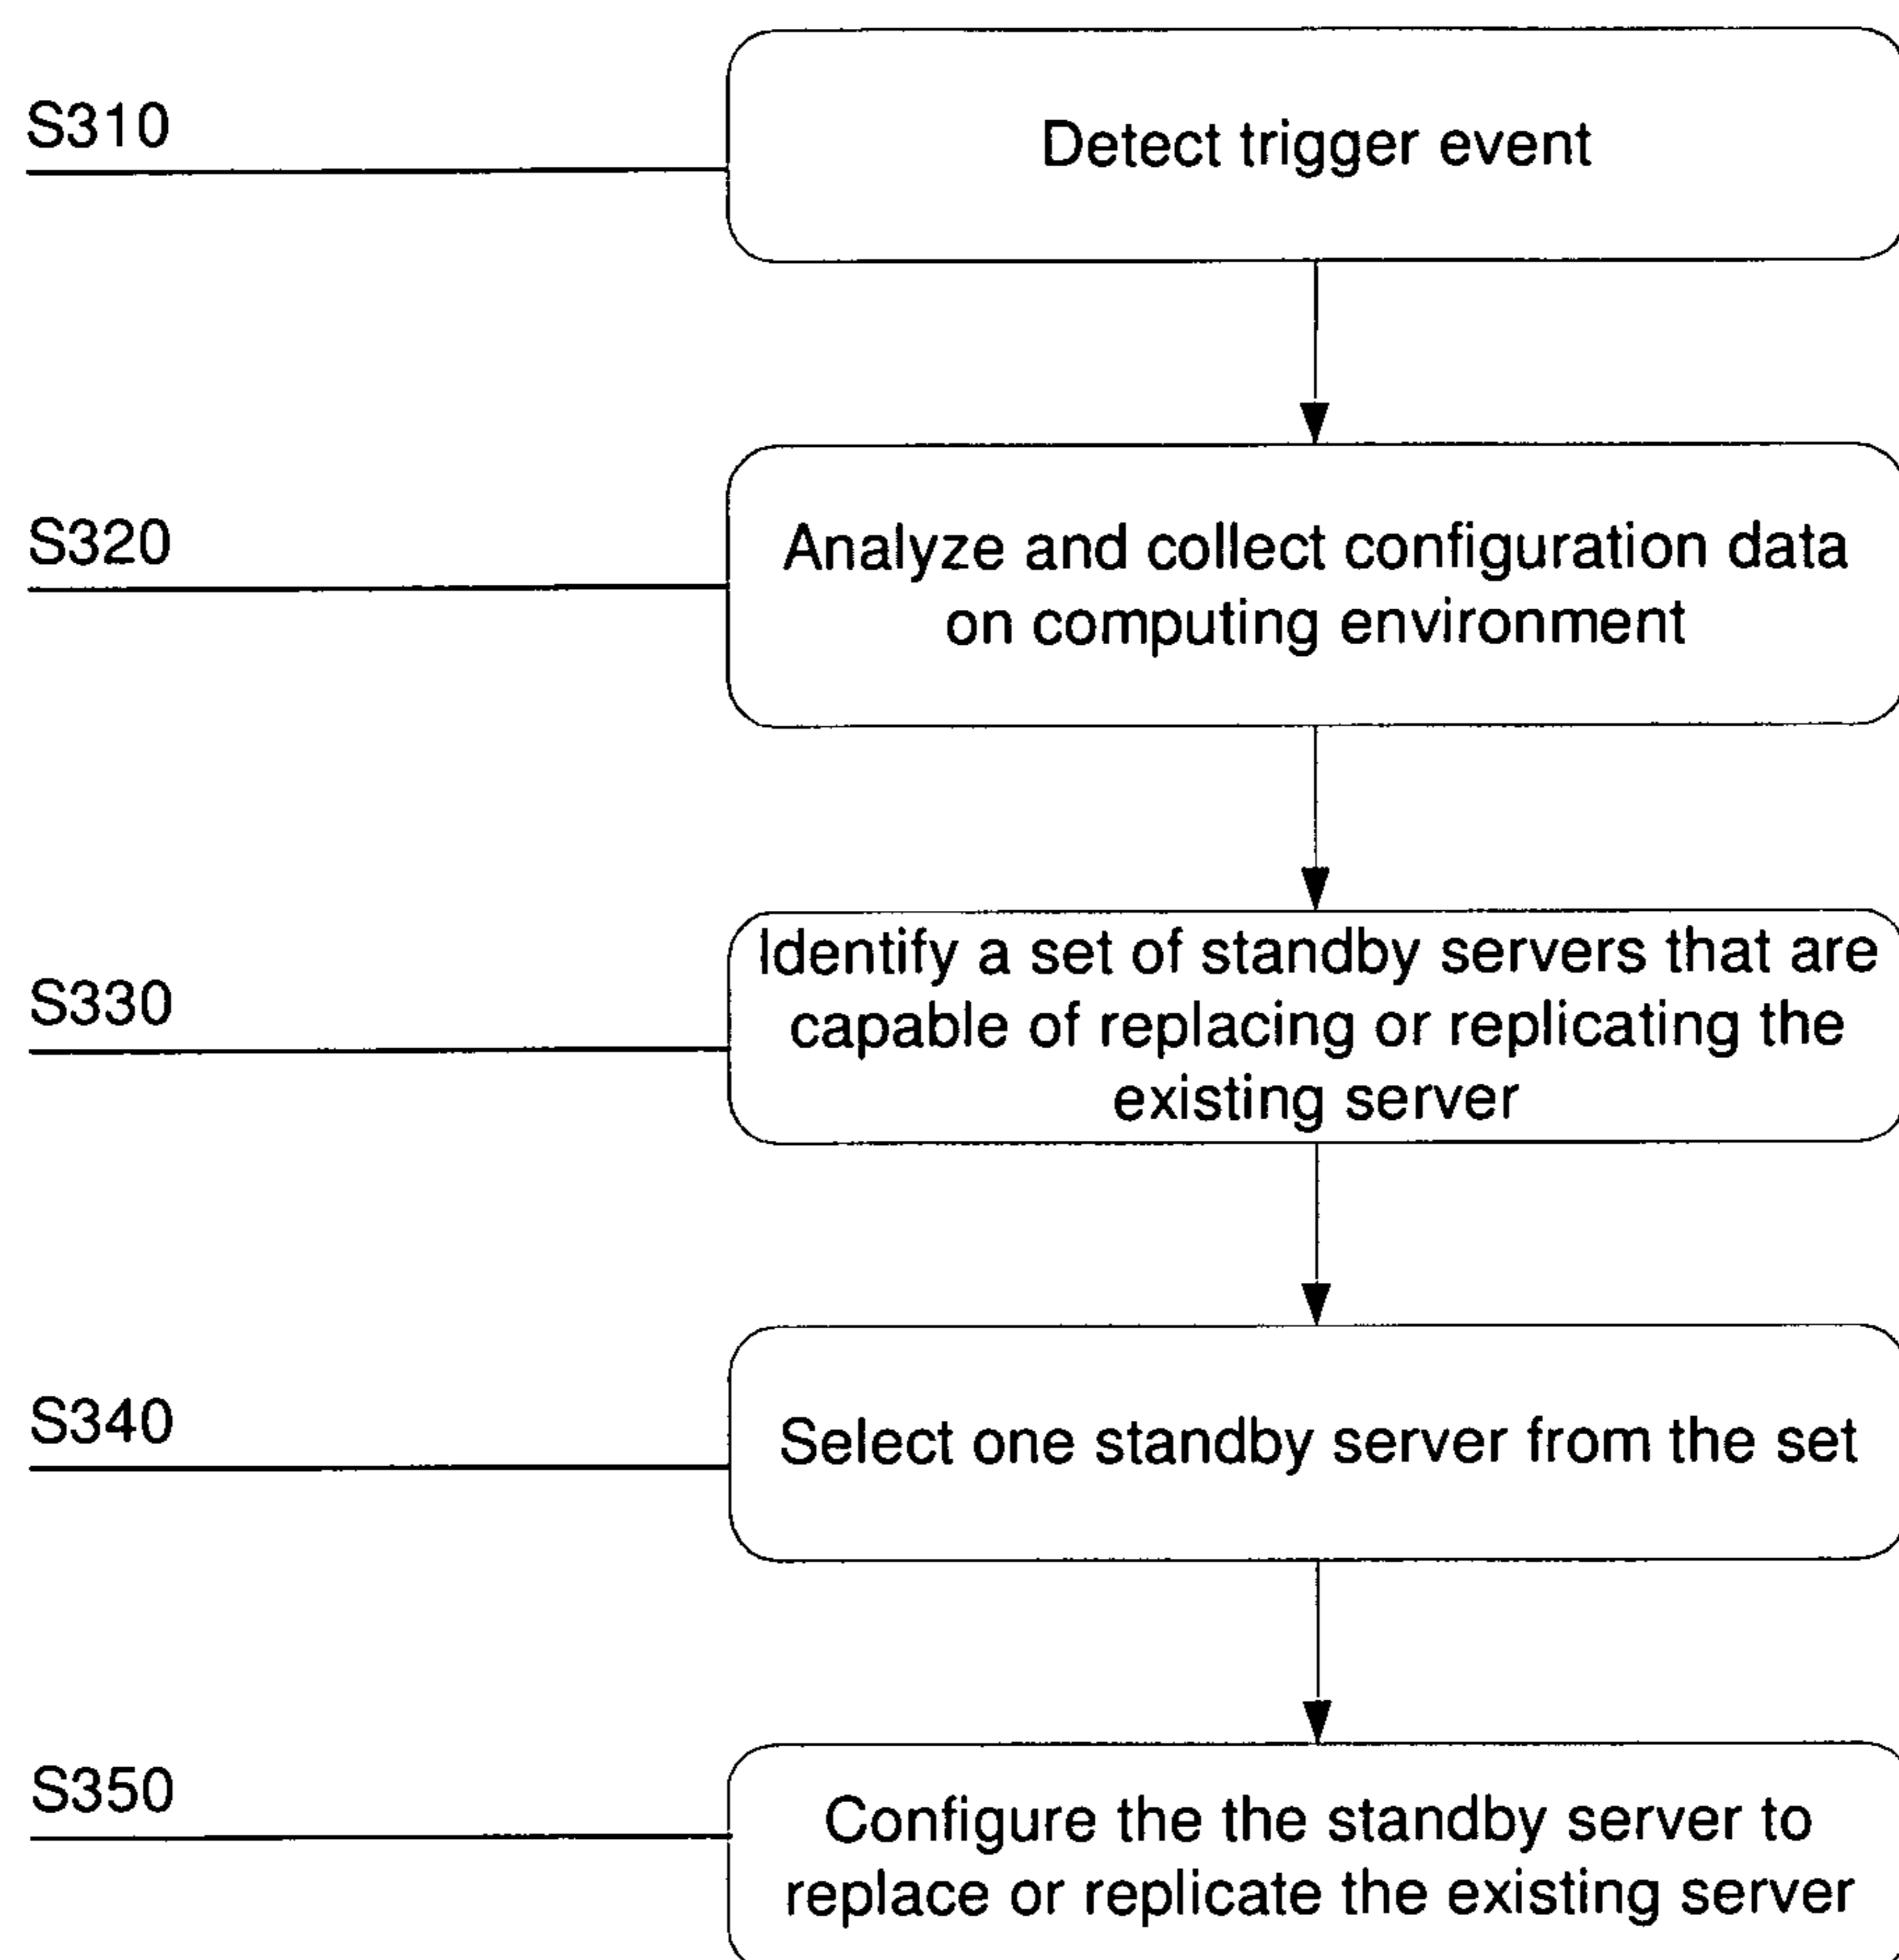 S310
Detect trigger event
S320
Analyze and collect configuration data
on computing environment
S330
Identify a set of standby servers that are
capable of replacing or replicating the
existing server
S340
Select one standby server from the set
S350
Configure the the standby server to
replace or replicate the existing server